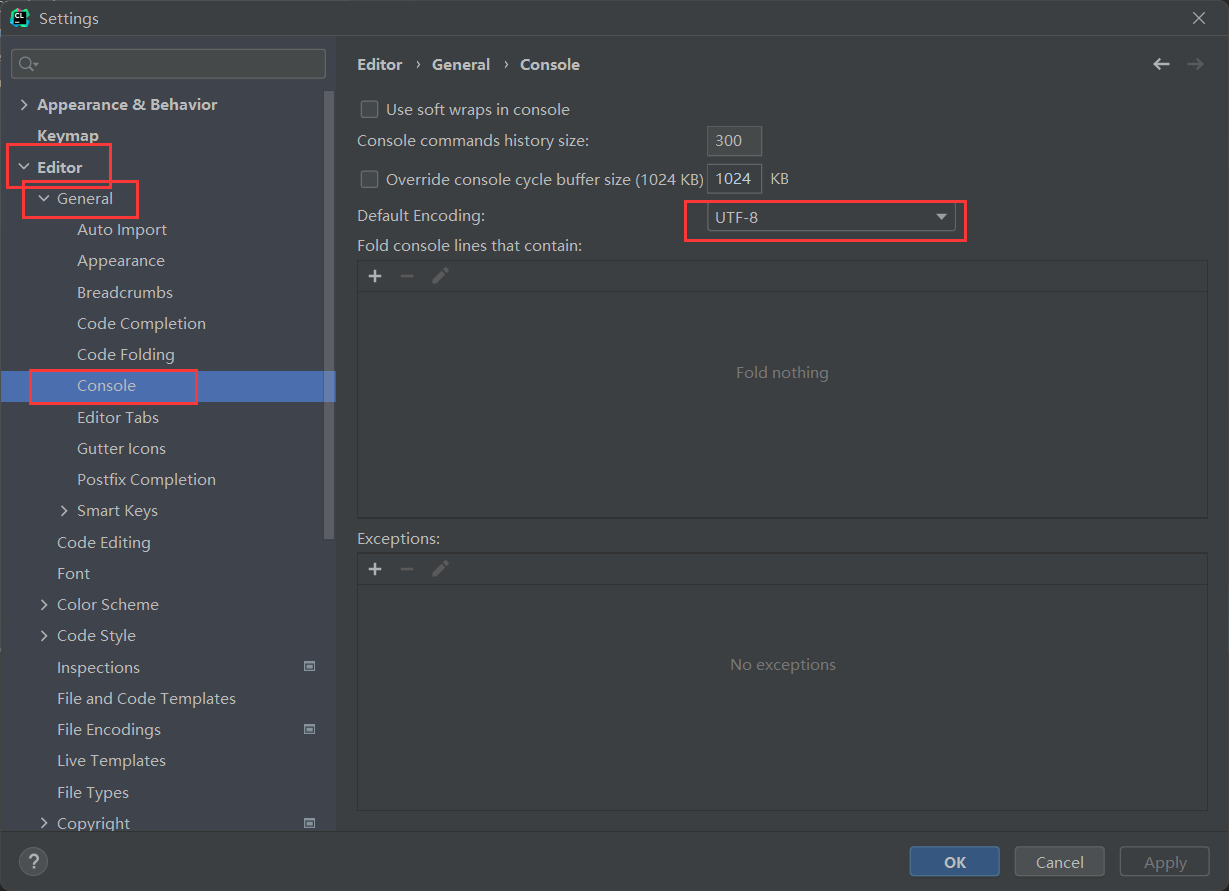 CL
Settings
Editor › General › Console
Appearance & Behavior
Keymap
Editor
General
Auto Import
Appearance
Breadcrumbs
Code Completion
Code Folding
Console
Editor Tabs
Gutter Icons
Postfix Completion
Smart Keys
Code Editing
Font
Color Scheme
Code Style
Inspections
File and Code Templates
File Encodings
Live Templates
File Types
Copyright
Use soft wraps in console
Console commands history size: 300
Override console cycle buffer size (1024 KB) 1024 KB
Default Encoding: UTF-8
Fold console lines that contain:
Fold nothing
Exceptions:
No exceptions
? OK Cancel Apply